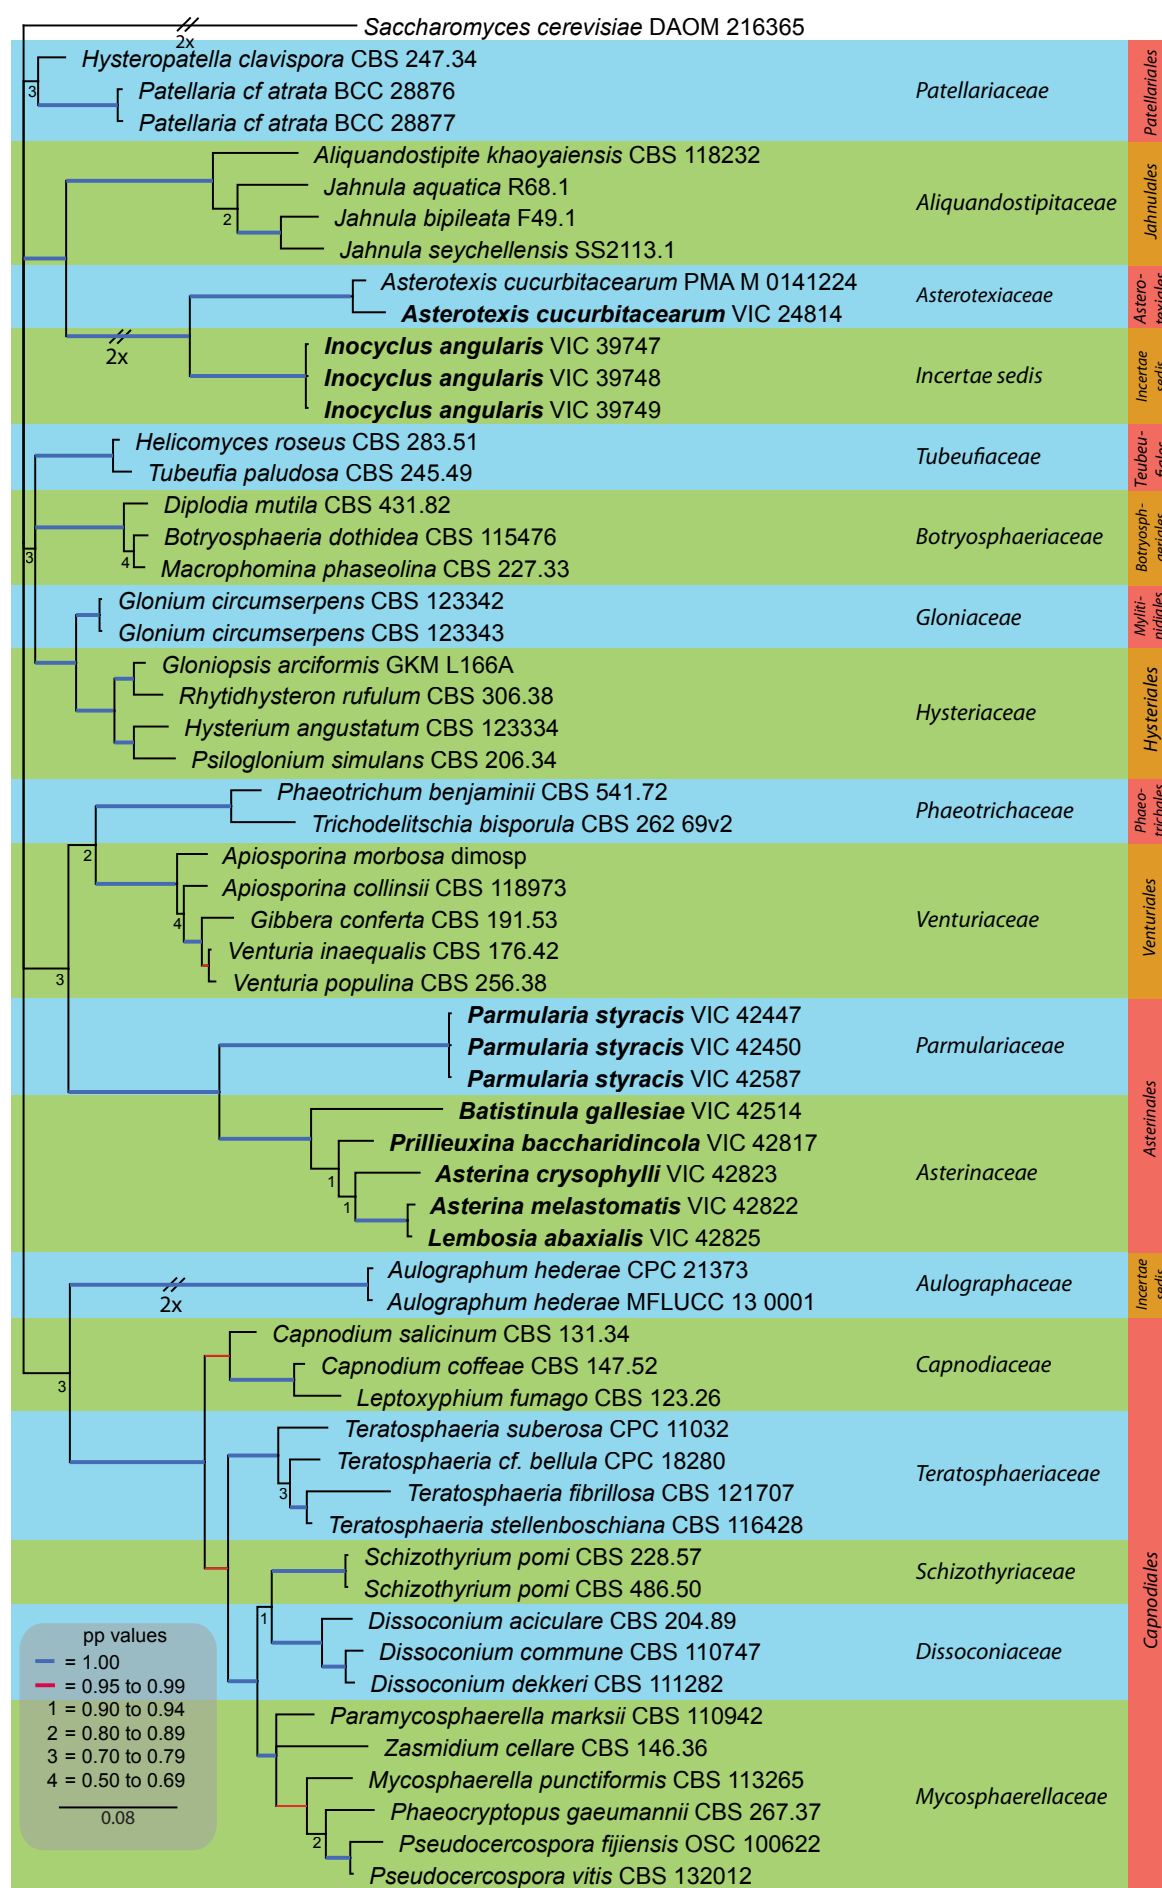 Saccharomyces cerevisiae DAOM 216365
2x
Hysteropatella clavispora CBS 247.34
3
Patellaria cf atrata BCC 28876
Patellaria cf atrata BCC 28877
Patellariaceae
Patellariales
Aliquandostipite khaoyaiensis CBS 118232
Jahnula aquatica R68.1
2
Jahnula bipileata F49.1
Jahnula seychellensis SS2113.1
Aliquandostipitaceae
Jahnulales
Asterotexis cucurbitacearum PMA M 0141224
Asterotexis cucurbitacearum VIC 24814
Asterotexiaceae
Astero-
texiales
2x
Inocyclus angularis VIC 39747
Inocyclus angularis VIC 39748
Inocyclus angularis VIC 39749
Incertae sedis
Incertae
sedis
Helicomyces roseus CBS 283.51
Tubeufia paludosa CBS 245.49
Tubeufiaceae
Teubeu-
fiales
3
Diplodia mutila CBS 431.82
Botryosphaeria dothidea CBS 115476
4
Macrophomina phaseolina CBS 227.33
Botryosphaeriaceae
Botryosph-
aeriales
Glonium circumserpens CBS 123342
Glonium circumserpens CBS 123343
Gloniaceae
Myliti-
nidiales
Gloniopsis arciformis GKM L166A
Rhytidhysteron rufulum CBS 306.38
Hysterium angustatum CBS 123334
Psiloglonium simulans CBS 206.34
Hysteriaceae
Hysteriales
Phaeotrichum benjaminii CBS 541.72
Trichodelitschia bisporula CBS 262 69v2
Phaeotrichaceae
Phaeo-
trichales
2
Apiosporina morbosa dimosp
Apiosporina collinsii CBS 118973
4
Gibbera conferta CBS 191.53
Venturia inaequalis CBS 176.42
Venturia populina CBS 256.38
Venturiaceae
Venturiales
3
Parmularia styracis VIC 42447
Parmularia styracis VIC 42450
Parmularia styracis VIC 42587
Parmulariaceae
Asterinales
Batistinula gallesiae VIC 42514
Prillieuxina baccharidincola VIC 42817
1
Asterina crysophylli VIC 42823
1
Asterina melastomatis VIC 42822
Lembosia abaxialis VIC 42825
Asterinaceae
Aulographum hederae CPC 21373
2x
Aulographum hederae MFLUCC 13 0001
Aulographaceae
Incertae
sedis
3
Capnodium salicinum CBS 131.34
Capnodium coffeae CBS 147.52
Leptoxyphium fumago CBS 123.26
Capnodiaceae
Capnodiales
Teratosphaeria suberosa CPC 11032
Teratosphaeria cf. bellula CPC 18280
3
Teratosphaeria fibrillosa CBS 121707
Teratosphaeria stellenboschiana CBS 116428
Teratosphaeriaceae
Schizothyrium pomi CBS 228.57
Schizothyrium pomi CBS 486.50
Schizothyriaceae
1
Dissoconium aciculare CBS 204.89
Dissoconium commune CBS 110747
Dissoconium dekkeri CBS 111282
Dissoconiaceae
Paramycosphaerella marksii CBS 110942
Zasmidium cellare CBS 146.36
Mycosphaerella punctiformis CBS 113265
Phaeocryptopus gaeumannii CBS 267.37
2
Pseudocercospora fijiensis OSC 100622
Pseudocercospora vitis CBS 132012
Mycosphaerellaceae
pp values
= 1.00
= 0.95 to 0.99
1 = 0.90 to 0.94
2 = 0.80 to 0.89
3 = 0.70 to 0.79
4 = 0.50 to 0.69
0.08